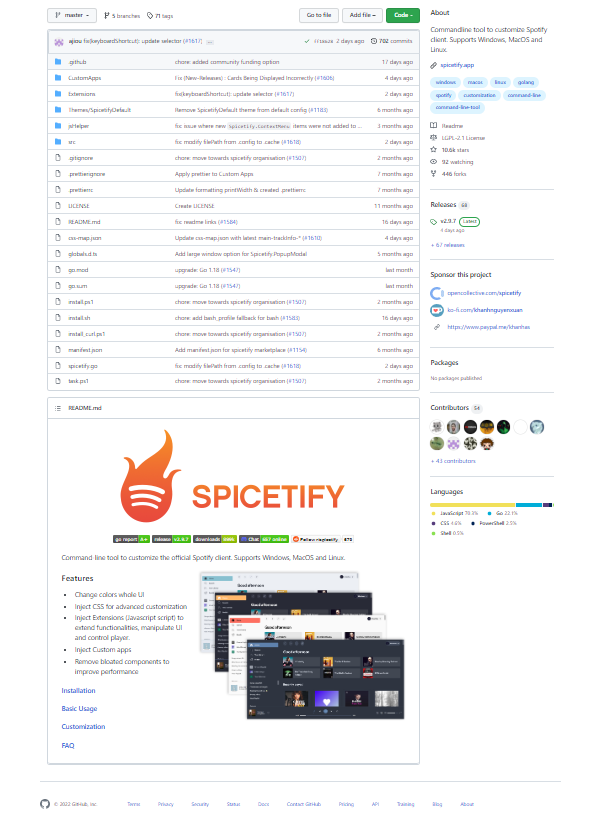 master
5 branches
71 tags
Go to file
Add file
Code
ajiou fix(keyboardShortcut): update selector (#1617)
2 days ago
702 commits
.github chore: added community funding option 17 days ago
CustomApps Fix (New-Releases) : Cards Being Displayed Incorrectly (#1606) 4 days ago
Extensions fix(keyboardShortcut): update selector (#1617) 2 days ago
Themes/SpicetifyDefault Remove SpicetifyDefault theme from default config (#1183) 6 months ago
jsHelper fix issue where new Spicetify.ContextMenu items were not added to ... 3 months ago
src fix modify filePath from .config to .cache (#1618) 2 days ago
.gitignore chore: move towards spicetify organisation (#1507) 2 months ago
.prettierignore Apply prettier to Custom Apps 7 months ago
.prettierrc Update formatting printWidth & created .prettierrc 7 months ago
LICENSE Create LICENSE 11 months ago
README.md fix readme links (#1584) 16 days ago
css-map.json Update css-map.json with latest main-trackInfo-* (#1610) 4 days ago
globals.d.ts Add large window option for Spicetify.PopupModal 5 months ago
go.mod upgrade: Go 1.18 (#1547) last month
go.sum upgrade: Go 1.18 (#1547) last month
install.ps1 chore: move towards spicetify organisation (#1507) 2 months ago
install.sh chore: add bash_profile fallback for bash (#1583) 16 days ago
install_curl.ps1 chore: move towards spicetify organisation (#1507) 2 months ago
manifest.json Add manifest.json for spicetify marketplace (#1154) 6 months ago
spicetify.go fix modify filePath from .config to .cache (#1618) 2 days ago
task.ps1 chore: move towards spicetify organisation (#1507) 2 months ago
README.md
SPICETIFY
go report A+ release v2.9.7 downloads Chat 667 online Follow @spicetify 670
Command-line tool to customize the official Spotify client. Supports Windows, MacOS and Linux.
Features
Change colors whole UI
Inject CSS for advanced customization
Inject Extensions (Javascript script) to
extend functionalities, manipulate UI
and control player.
Inject Custom apps
Remove bloated components to
improve performance
Good afternoon
Good afternoon
Good afternoon
Good afternoon
Installation
Basic Usage
Customization
FAQ
About
Commandline tool to customize Spotify
client. Supports Windows, MacOS and
Linux.
spicetify.app
windows macos linux golang
spotify customization command-line
command-line-tool
Readme
LGPL-2.1 License
10.6k stars
92 watching
446 forks
Releases 68
v2.9.7 Latest
4 days ago
+ 67 releases
Sponsor this project
opencollective.com/spicetify
ko-fi.com/khanhnguyenxuan
https://www.paypal.me/khanhas
Packages
No packages published
Contributors 54
+ 43 contributors
Languages
JavaScript 70.3% Go 22.1%
CSS 4.6% PowerShell 2.5%
Shell 0.5%
© 2022 GitHub, Inc. Terms Privacy Security Status Docs Contact GitHub Pricing API Training Blog About